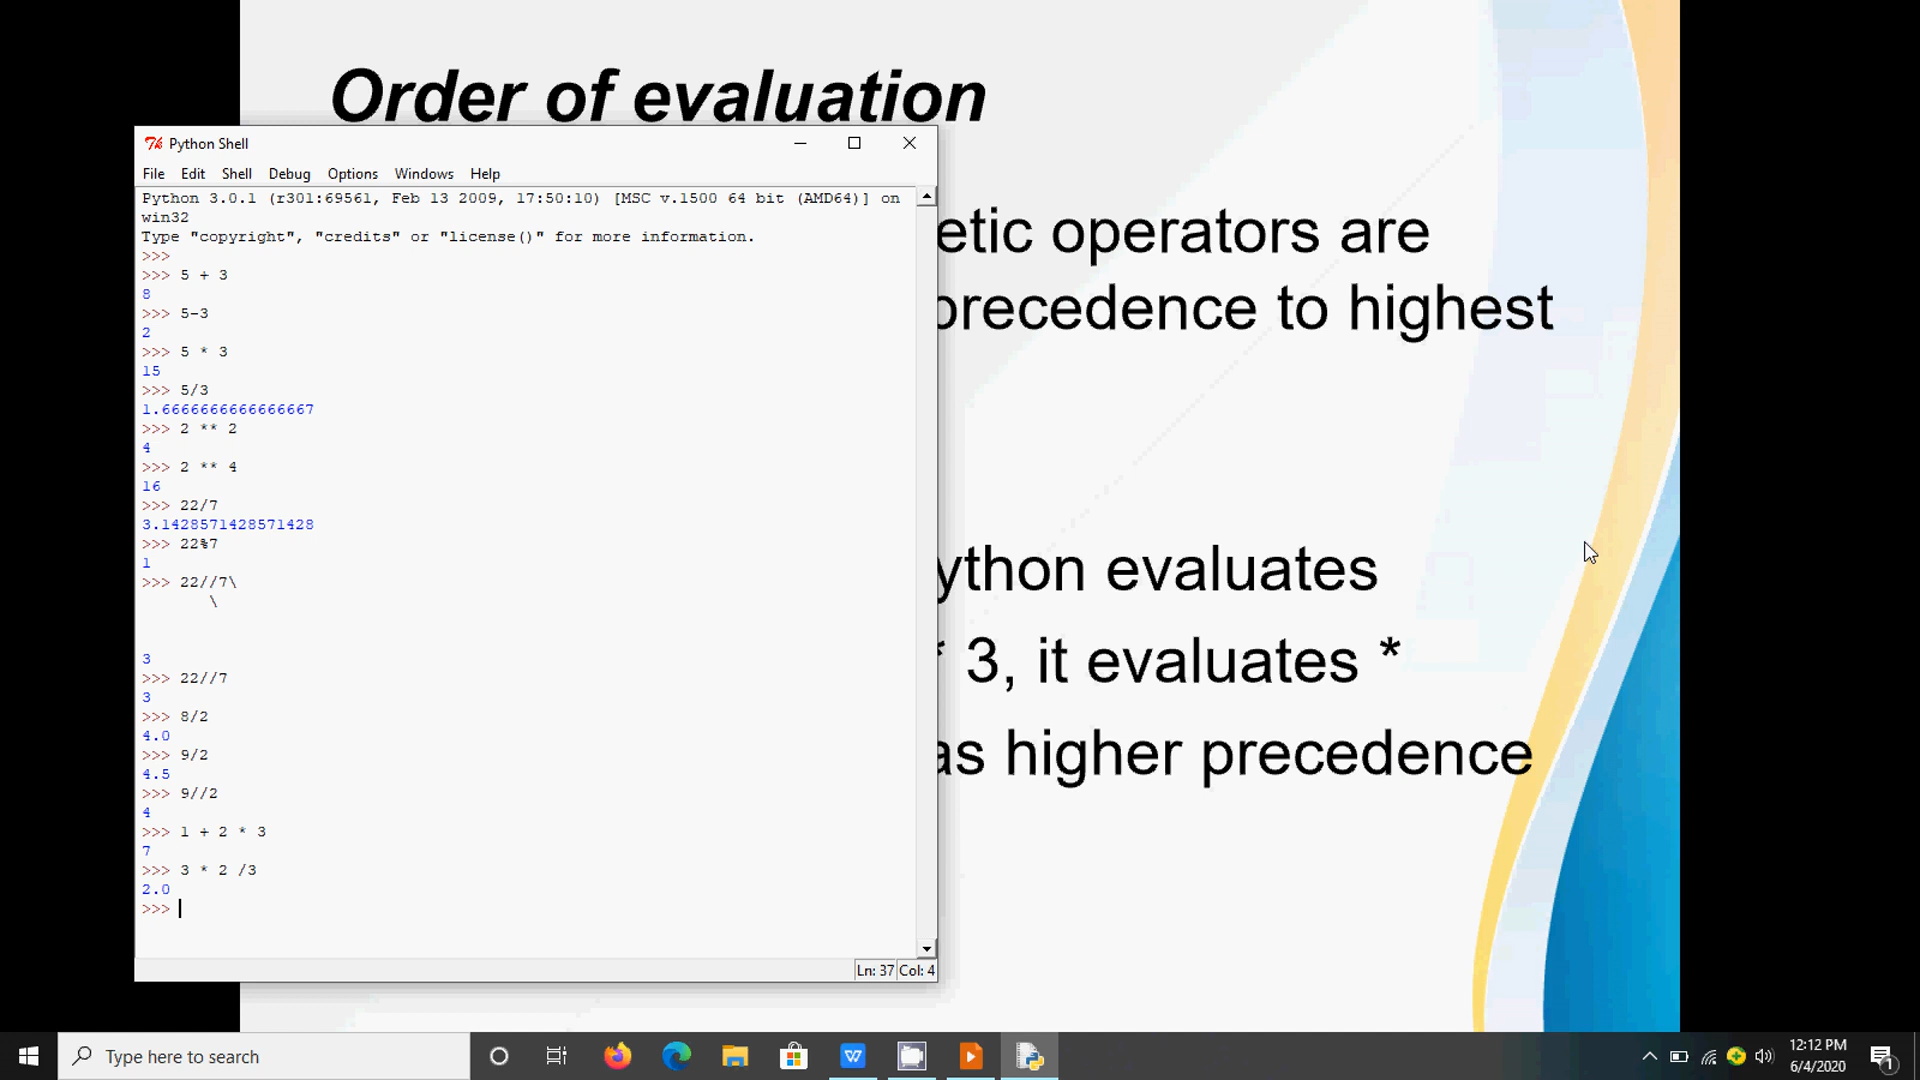 Order of evaluation
Python Shell
File Edit Shell Debug Options Windows Help
Python 3.0.1 (r301:69561, Feb 13 2009, 17:50:10) [MSC v.1500 64 bit (AMD64)] on
win32
Type "copyright", "credits" or "license()" for more information.
>>>
>>> 5 + 3
8
>>> 5-3
2
>>> 5 * 3
15
>>> 5/3
1.6666666666666667
>>> 2 ** 2
4
>>> 2 ** 4
16
>>> 22/7
3.1428571428571428
>>> 22%7
1
>>> 22//7\
\
3
>>> 22//7
3
>>> 8/2
4.0
>>> 9/2
4.5
>>> 9//2
4
>>> 1 + 2 * 3
7
>>> 3 * 2 /3
2.0
>>>
Ln: 37 Col: 4
etic operators are
precedence to highest
ython evaluates
* 3, it evaluates *
as higher precedence
Type here to search
12:12 PM
6/4/2020
1